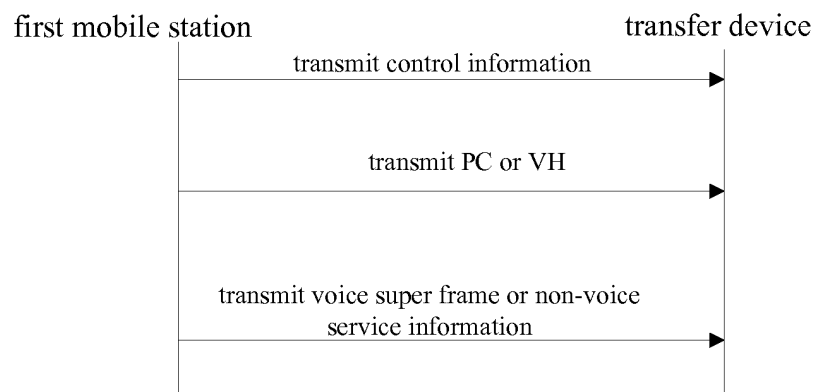 first mobile station
transfer device
transmit control information
transmit PC or VH
transmit voice super frame or non-voice
service information